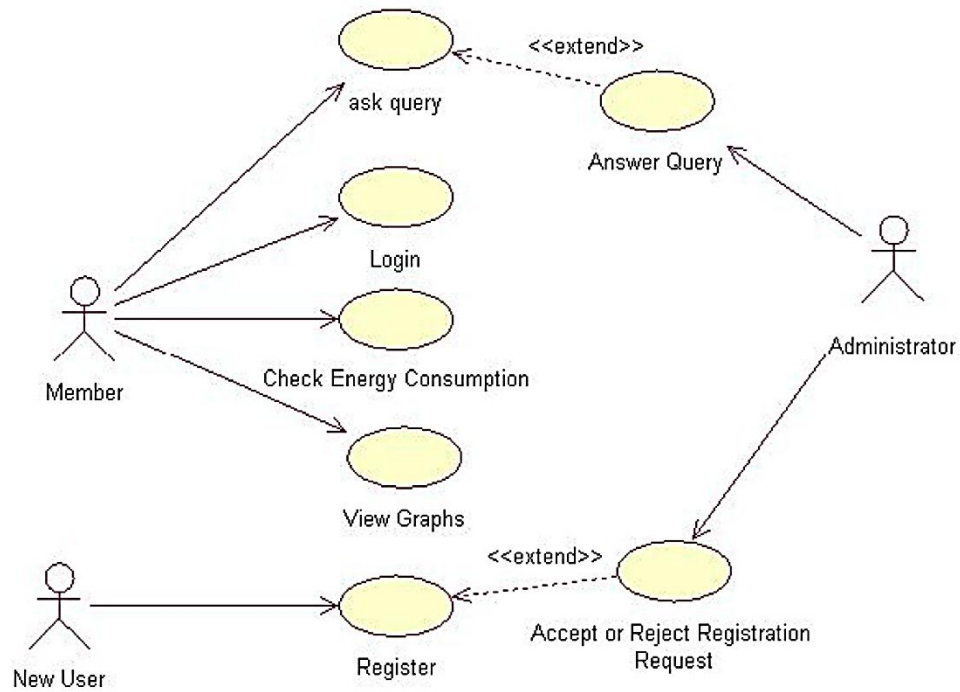 <<extend>>
ask query
Answer Query
Login
Administrator
Check Energy Consumption
Member
View Graphs
<<extend>>
Accept or Reject Registration
Request
Register
New User